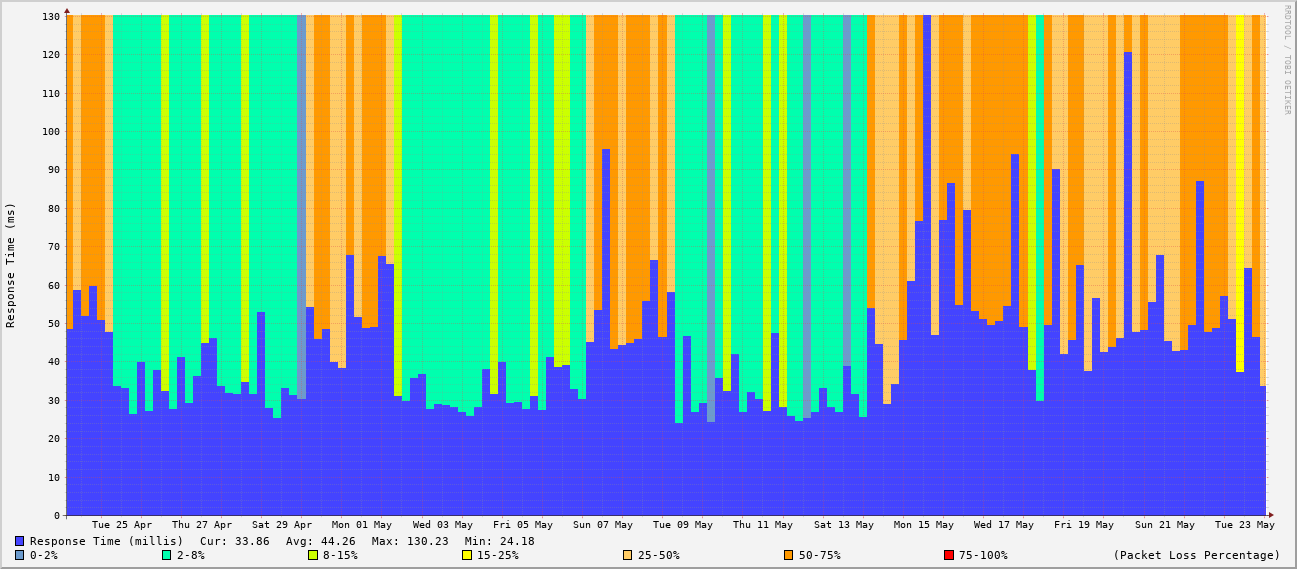 130
120
110
100
90
80
70
60
50
40
30
20
10
0
Response Time (ms)
RRDTOOL / TOBI OETIKER
Tue 25 Apr Thu 27 Apr Sat 29 Apr Mon 01 May Wed 03 May Fri 05 May Sun 07 May Tue 09 May Thu 11 May Sat 13 May Mon 15 May Wed 17 May Fri 19 May Sun 21 May Tue 23 May
Response Time (millis) Cur: 33.86 Avg: 44.26 Max: 130.23 Min: 24.18
0-2% 2-8% 8-15% 15-25% 25-50% 50-75% 75-100% (Packet Loss Percentage)